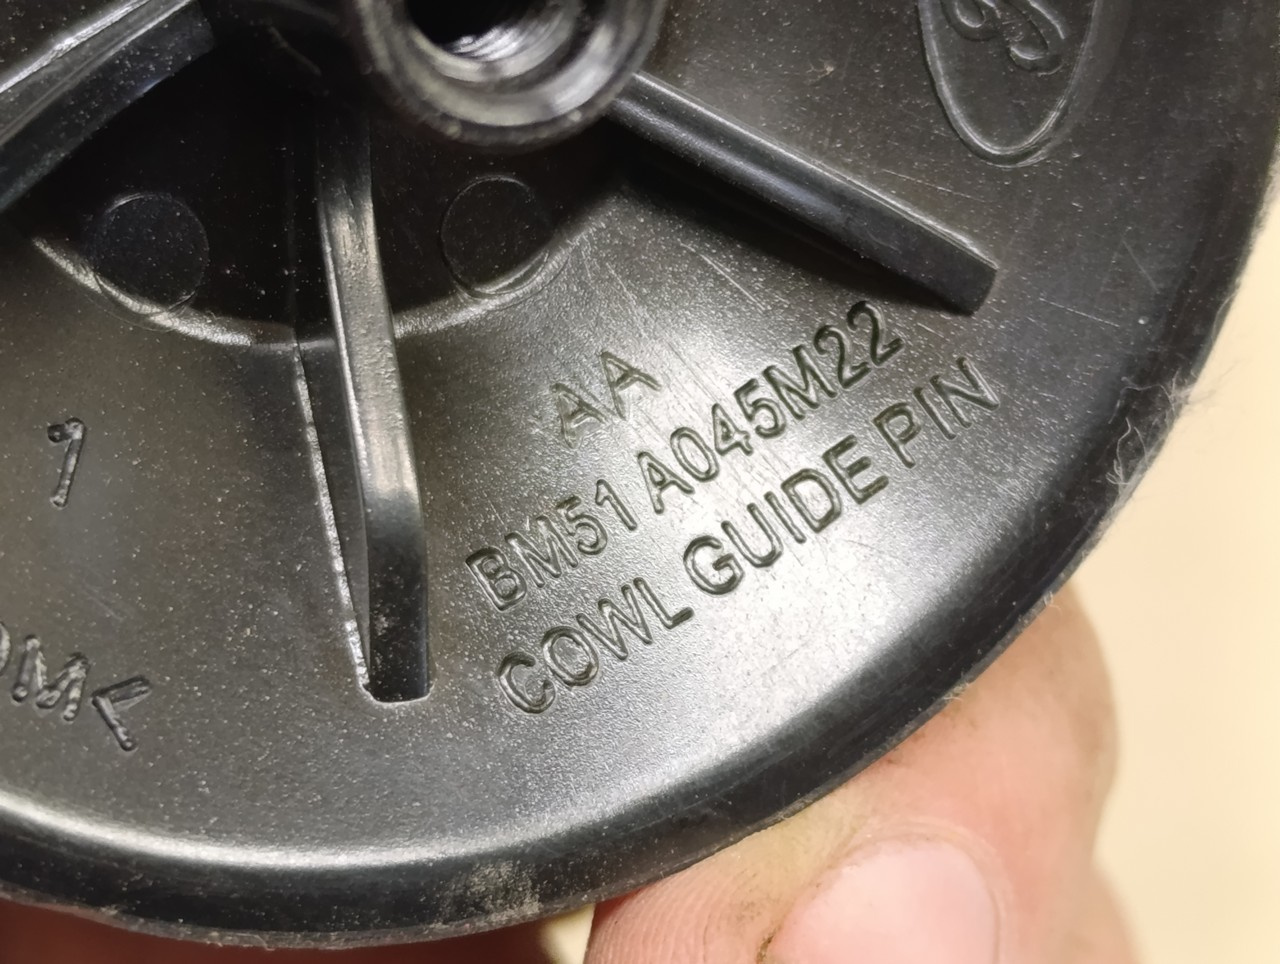 AA
BM51 A045M22
COWL GUIDE PIN
1